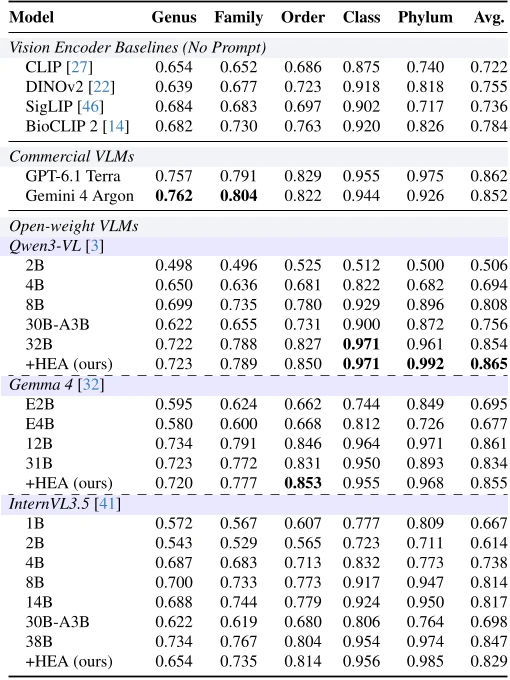 Model Genus Family Order Class Phylum Avg.
Vision Encoder Baselines (No Prompt)
CLIP [27] 0.654 0.652 0.686 0.875 0.740 0.722
DINOv2 [22] 0.639 0.677 0.723 0.918 0.818 0.755
SigLIP [46] 0.684 0.683 0.697 0.902 0.717 0.736
BioCLIP 2 [14] 0.682 0.730 0.763 0.920 0.826 0.784
Commercial VLMs
GPT-6.1 Terra 0.757 0.791 0.829 0.955 0.975 0.862
Gemini 4 Argon 0.762 0.804 0.822 0.944 0.926 0.852
Open-weight VLMs
Qwen3-VL [3]
2B 0.498 0.496 0.525 0.512 0.500 0.506
4B 0.650 0.636 0.681 0.822 0.682 0.694
8B 0.699 0.735 0.780 0.929 0.896 0.808
30B-A3B 0.622 0.655 0.731 0.900 0.872 0.756
32B 0.722 0.788 0.827 0.971 0.961 0.854
+HEA (ours) 0.723 0.789 0.850 0.971 0.992 0.865
Gemma 4 [32]
E2B 0.595 0.624 0.662 0.744 0.849 0.695
E4B 0.580 0.600 0.668 0.812 0.726 0.677
12B 0.734 0.791 0.846 0.964 0.971 0.861
31B 0.723 0.772 0.831 0.950 0.893 0.834
+HEA (ours) 0.720 0.777 0.853 0.955 0.968 0.855
InternVL3.5 [41]
1B 0.572 0.567 0.607 0.777 0.809 0.667
2B 0.543 0.529 0.565 0.723 0.711 0.614
4B 0.687 0.683 0.713 0.832 0.773 0.738
8B 0.700 0.733 0.773 0.917 0.947 0.814
14B 0.688 0.744 0.779 0.924 0.950 0.817
30B-A3B 0.622 0.619 0.680 0.806 0.764 0.698
38B 0.734 0.767 0.804 0.954 0.974 0.847
+HEA (ours) 0.654 0.735 0.814 0.956 0.985 0.829